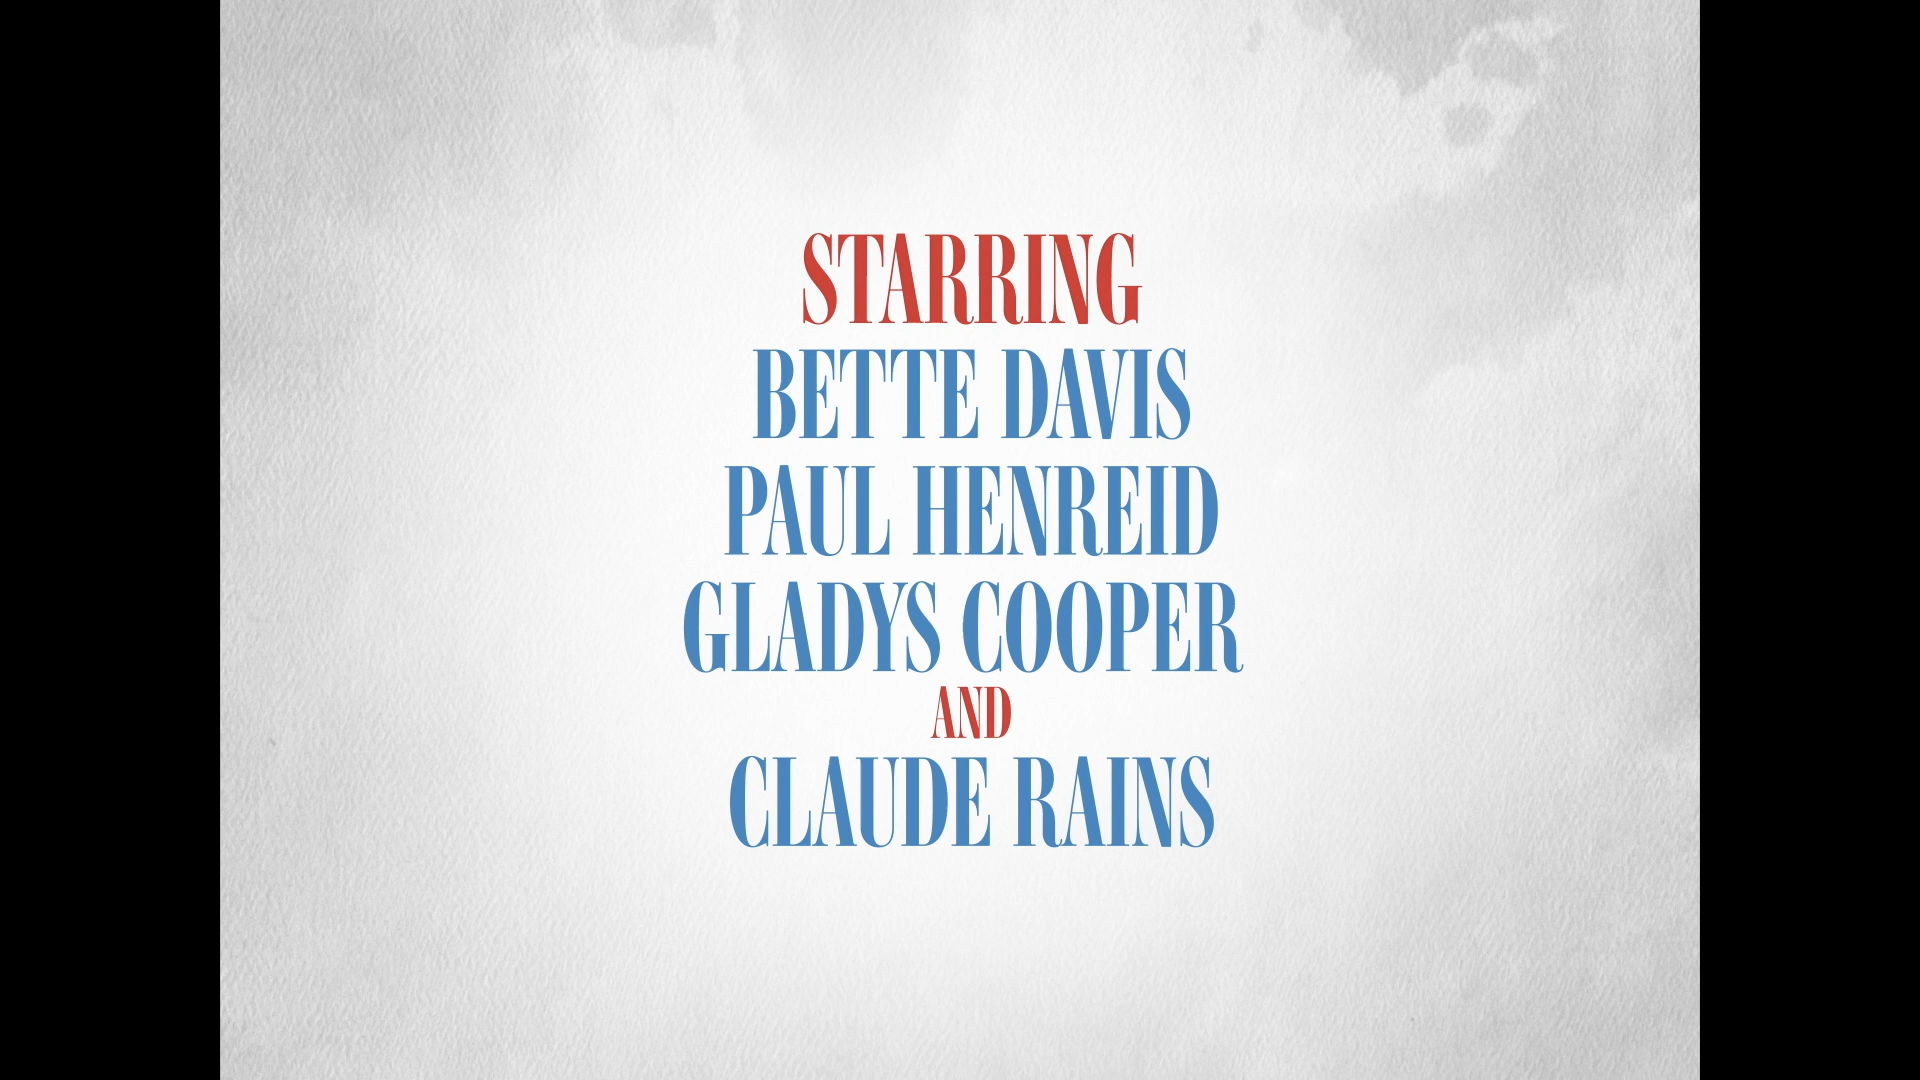 STARRING
BETTE DAVIS
PAUL HENREID
GLADYS COOPER
AND
CLAUDE RAINS